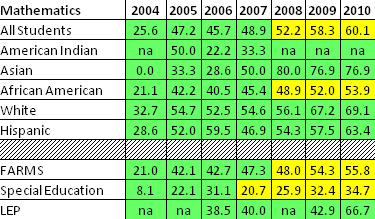 Mathematics 2004 2005 2006 2007 2008 2009 2010
All Students 25.6 47.2 45.7 48.9 52.2 58.3 60.1
American Indian na 50.0 22.2 33.3 na na na
Asian 0.0 33.3 28.6 50.0 80.0 76.9 76.9
African American 21.1 42.2 40.5 45.4 48.9 52.0 53.9
White 32.7 54.7 52.5 54.6 56.1 67.2 69.1
Hispanic 28.6 52.0 59.5 46.9 54.3 57.5 63.4
FARMS 21.0 42.1 42.7 47.3 48.0 54.3 55.8
Special Education 8.1 22.1 31.1 20.7 25.9 32.4 34.7
LEP na na 38.5 40.0 na 42.9 66.7